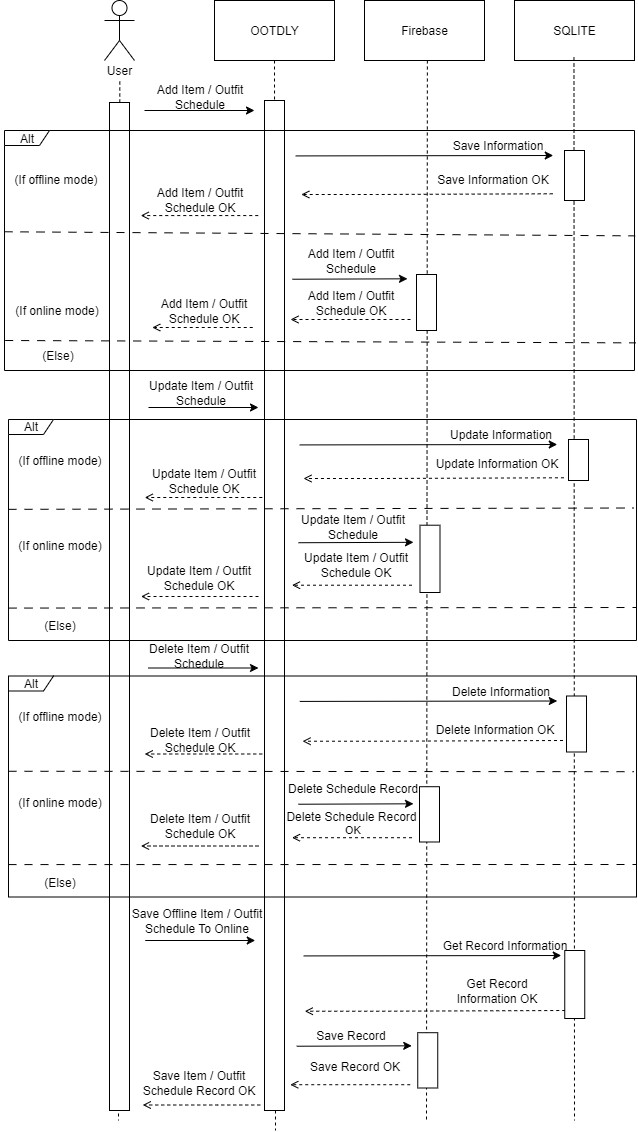 OOTDLY
Firebase
SQLITE
User
Add Item / Outfit
Schedule
Alt
Save Information
(If offline mode)
Save Information OK
Add Item / Outfit
Schedule OK
Add Item / Outfit
Schedule
(If online mode)
Add Item / Outfit
Schedule OK
Add Item / Outfit
Schedule OK
(Else)
Update Item / Outfit
Schedule
Alt
Update Information
(If offline mode)
Update Information OK
Update Item / Outfit
Schedule OK
Update Item / Outfit
Schedule
(If online mode)
Update Item / Outfit
Schedule OK
Update Item / Outfit
Schedule OK
(Else)
Delete Item / Outfit
Schedule
Alt
Delete Information
(If offline mode)
Delete Information OK
Delete Item / Outfit
Schedule OK
Delete Schedule Record
(If online mode)
Delete Schedule Record
OK
Delete Item / Outfit
Schedule OK
(Else)
Save Offline Item / Outfit
Schedule To Online
Get Record Information
Get Record
Information OK
Save Record
Save Record OK
Save Item / Outfit
Schedule Record OK